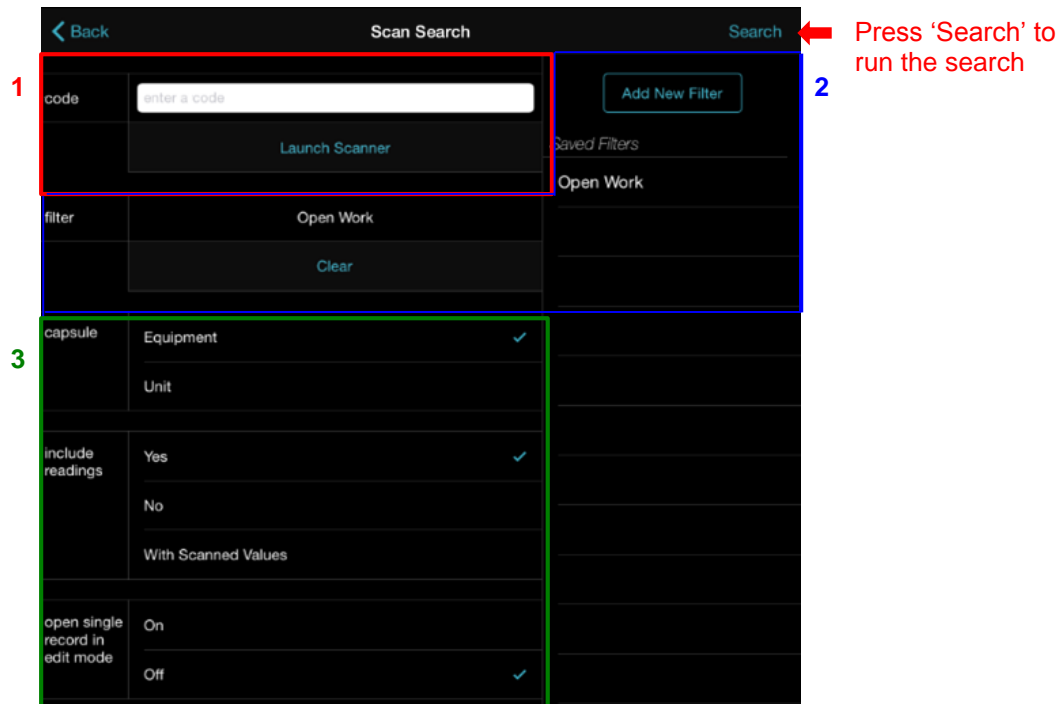 Back
Scan Search
Search
Press ‘Search’ to
run the search
1
2
code
enter a code
Launch Scanner
Add New Filter
Saved Filters
Open Work
filter
Open Work
Clear
3
capsule
Equipment
Unit
include
readings
Yes
No
With Scanned Values
open single
record in
edit mode
On
Off